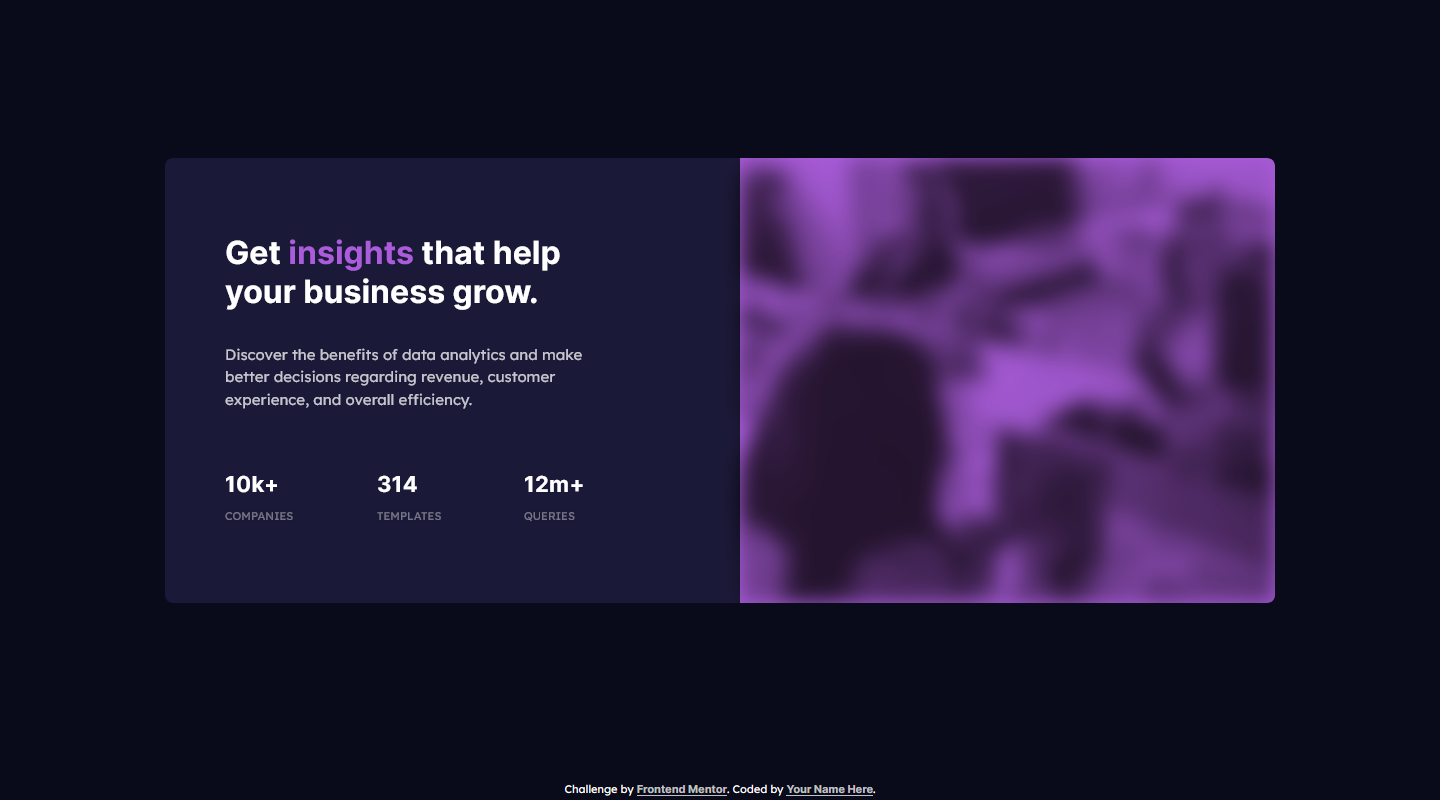 Get insights that help
your business grow.
Discover the benefits of data analytics and make
better decisions regarding revenue, customer
experience, and overall efficiency.
10k+ 314 12m+
COMPANIES TEMPLATES QUERIES
Challenge by Frontend Mentor. Coded by Your Name Here.